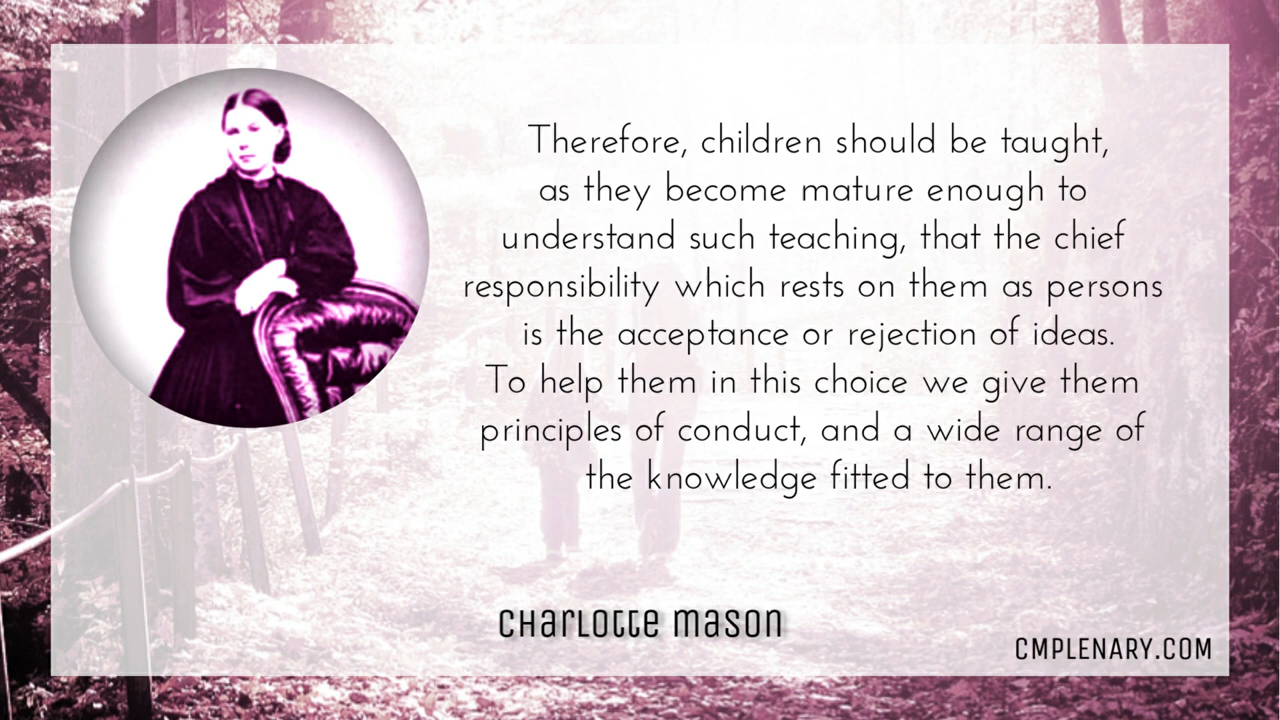 Therefore, children should be taught,
as they become mature enough to
understand such teaching, that the chief
responsibility which rests on them as persons
is the acceptance or rejection of ideas.
To help them in this choice we give them
principles of conduct, and a wide range of
the knowledge fitted to them.
Charlotte Mason
CMPLENARY.COM